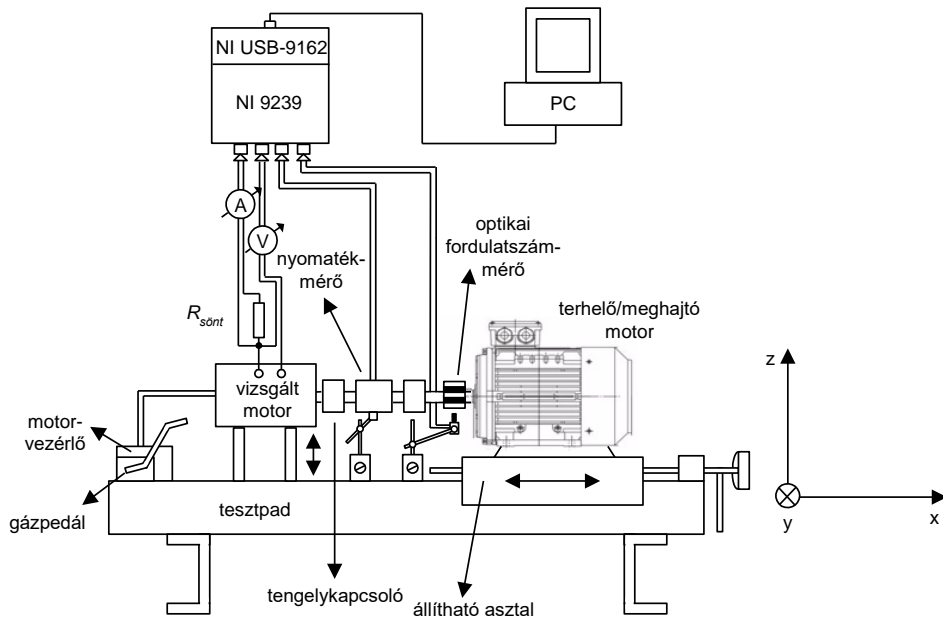 NI USB-9162
NI 9239
PC
A
V
nyomaték-
mérő
optikai
fordulatszám-
mérő
terhelő/meghajtó
motor
Rsönt
vizsgált
motor
motor-
vezérlő
gázpedál
tesztpad
tengelykapcsoló
állítható asztal
z
y
x